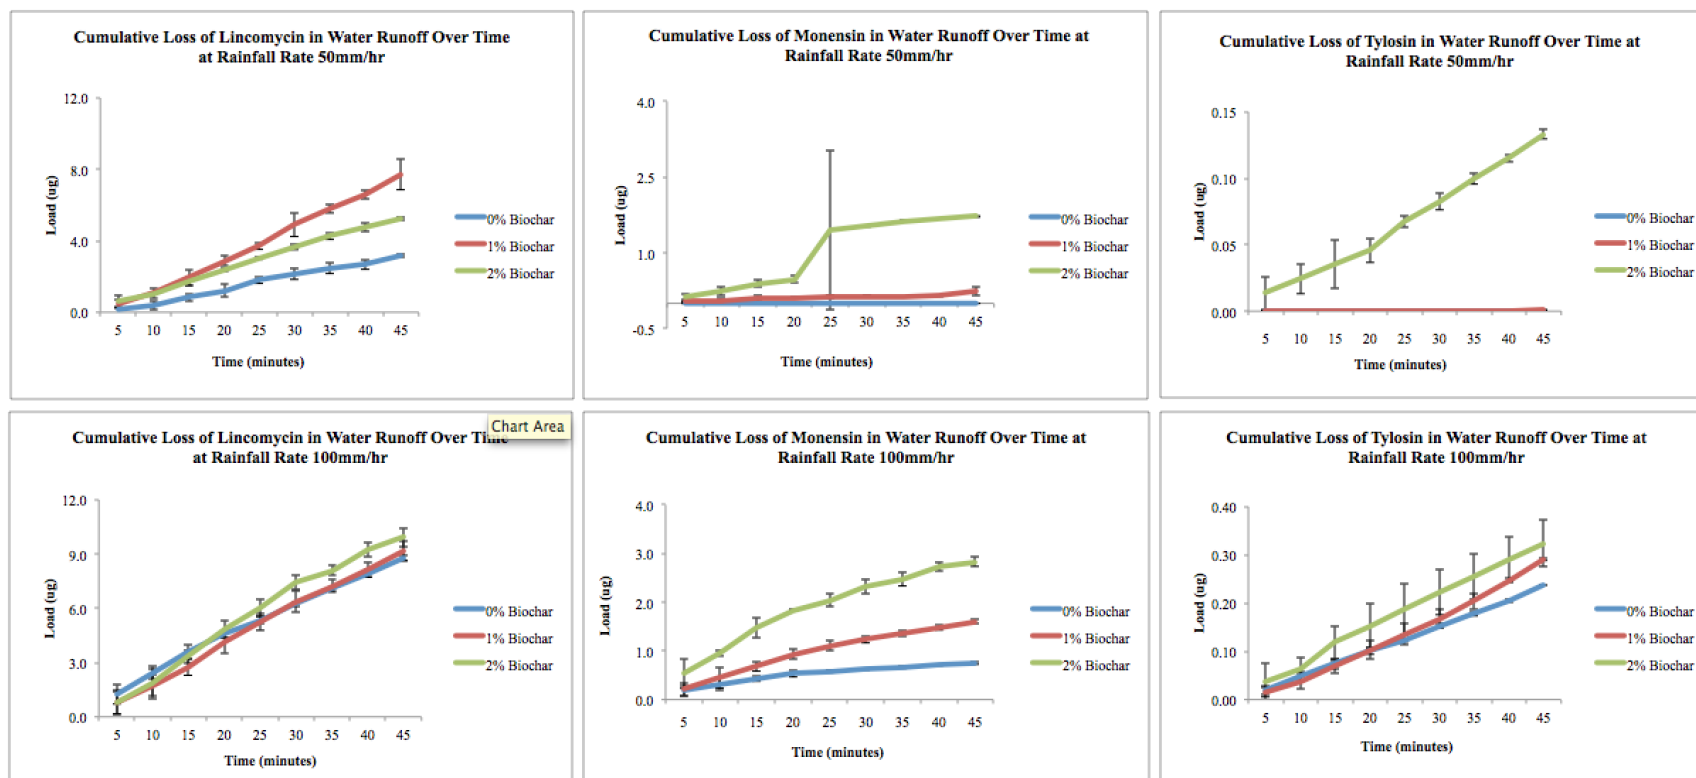 Cumulative Loss of Lincomycin in Water Runoff Over Time
at Rainfall Rate 50mm/hr
12.0
8.0
4.0
0.0
Load (ug)
5 10 15 20 25 30 35 40 45
Time (minutes)
0% Biochar
1% Biochar
2% Biochar
Cumulative Loss of Monensin in Water Runoff Over Time at
Rainfall Rate 50mm/hr
4.0
2.5
1.0
-0.5
Load (ug)
5 10 15 20 25 30 35 40 45
Time (minutes)
0% Biochar
1% Biochar
2% Biochar
Cumulative Loss of Tylosin in Water Runoff Over Time at
Rainfall Rate 50mm/hr
0.15
0.10
0.05
0.00
Load (ug)
5 10 15 20 25 30 35 40 45
Time (minutes)
0% Biochar
1% Biochar
2% Biochar
Cumulative Loss of Lincomycin in Water Runoff Over Time
at Rainfall Rate 100mm/hr
Chart Area
12.0
9.0
6.0
3.0
0.0
Load (ug)
5 10 15 20 25 30 35 40 45
Time (minutes)
0% Biochar
1% Biochar
2% Biochar
Cumulative Loss of Monensin in Water Runoff Over Time at
Rainfall Rate 100mm/hr
4.0
3.0
2.0
1.0
0.0
Load (ug)
5 10 15 20 25 30 35 40 45
Time (minutes)
0% Biochar
1% Biochar
2% Biochar
Cumulative Loss of Tylosin in Water Runoff Over Time at
Rainfall Rate 100mm/hr
0.40
0.30
0.20
0.10
0.00
Load (ug)
5 10 15 20 25 30 35 40 45
Time (minutes)
0% Biochar
1% Biochar
2% Biochar